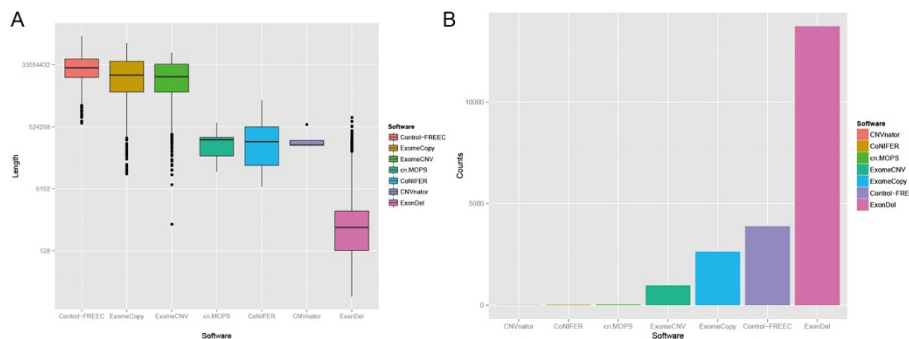 A
Length
33554432
524288
8192
128
Control-FREEC
ExomeCopy
ExomeCNV
cn.MOPS
CoNIFER
CNVnator
ExonDel
Software
Software
Control-FREEC
ExomeCopy
ExomeCNV
cn.MOPS
CoNIFER
CNVnator
ExonDel
B
Counts
10000
5000
0
CNVnator
CoNIFER
cn.MOPS
ExomeCNV
ExomeCopy
Control-FREEC
ExonDel
Software
Software
CNVnator
CoNIFER
cn.MOPS
ExomeCNV
ExomeCopy
Control-FRE
ExonDel